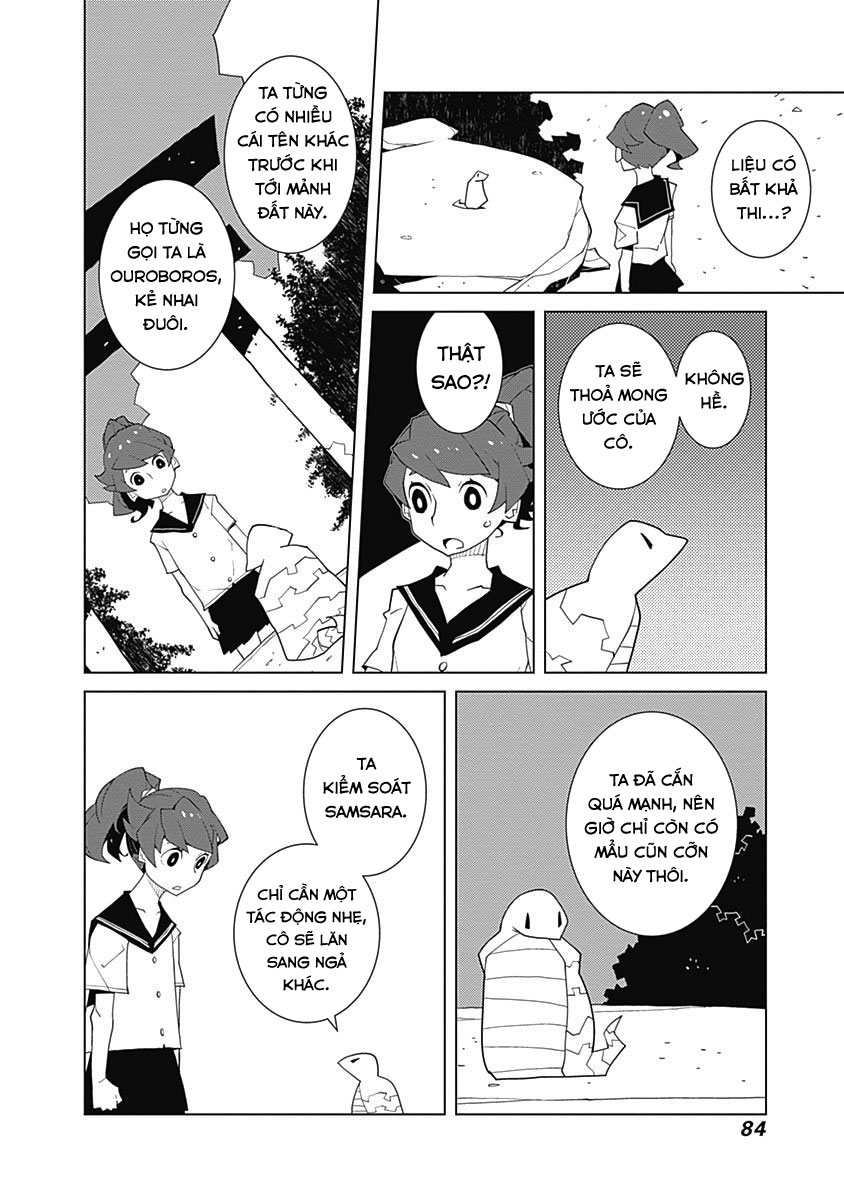 LIỆU CÓ
BẤT KHẢ
THI...?
KHÔNG
HỀ.
TA SẼ
THOẢ MONG
ƯỚC CỦA
CÔ.
THẬT
SAO?!
TA TỪNG
CÓ NHIỀU
CÁI TÊN KHÁC
TRƯỚC KHI
TỚI MẢNH
ĐẤT NÀY.
HỌ TỪNG
GỌI TA LÀ
OUROBOROS,
KẺ NHAI
ĐUÔI.
TA ĐÃ CẮN
QUÁ MẠNH, NÊN
GIỜ CHỈ CÒN CÓ
MẨU CŨN CỠN
NÀY THÔI.
TA
KIỂM SOÁT
SAMSARA.
CHỈ CẦN MỘT
TÁC ĐỘNG NHẸ,
CÔ SẼ LĂN
SANG NGẢ
KHÁC.
84